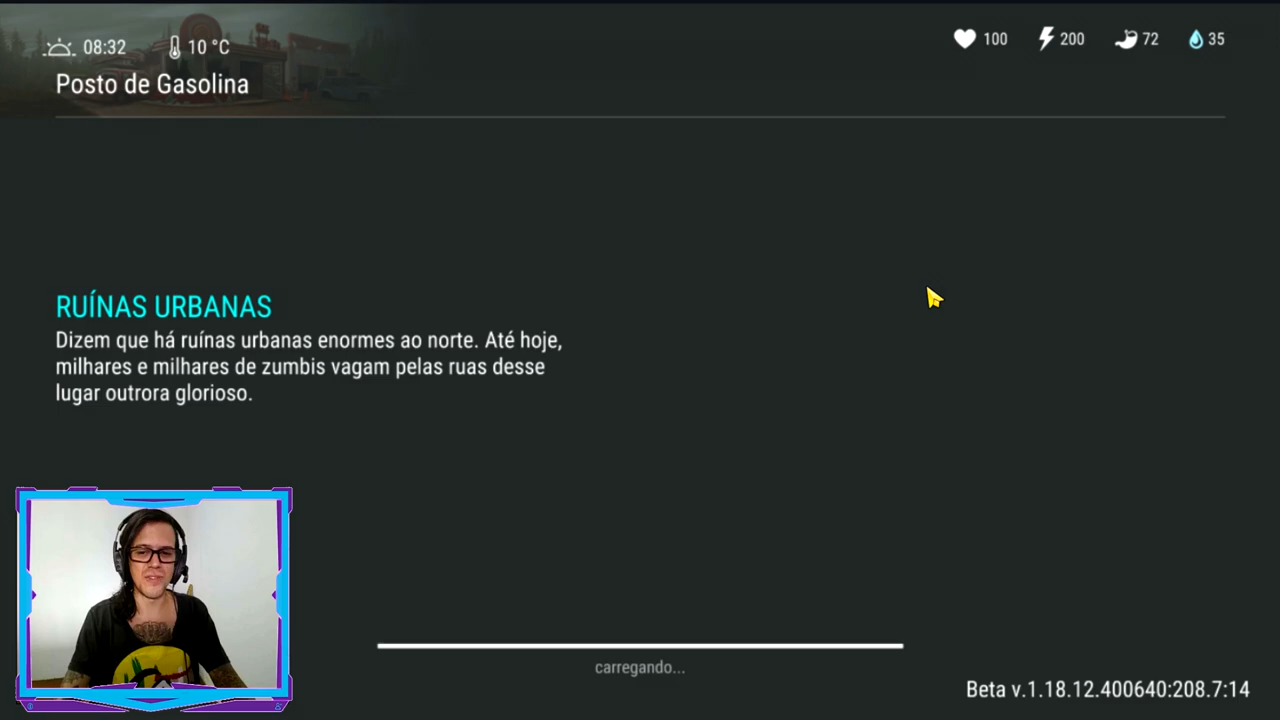 08:32 10 °C 100 200 72 35
Posto de Gasolina
RUÍNAS URBANAS
Dizem que há ruínas urbanas enormes ao norte. Até hoje,
milhares e milhares de zumbis vagam pelas ruas desse
lugar outrora glorioso.
carregando...
Beta v.1.18.12.400640:208.7:14